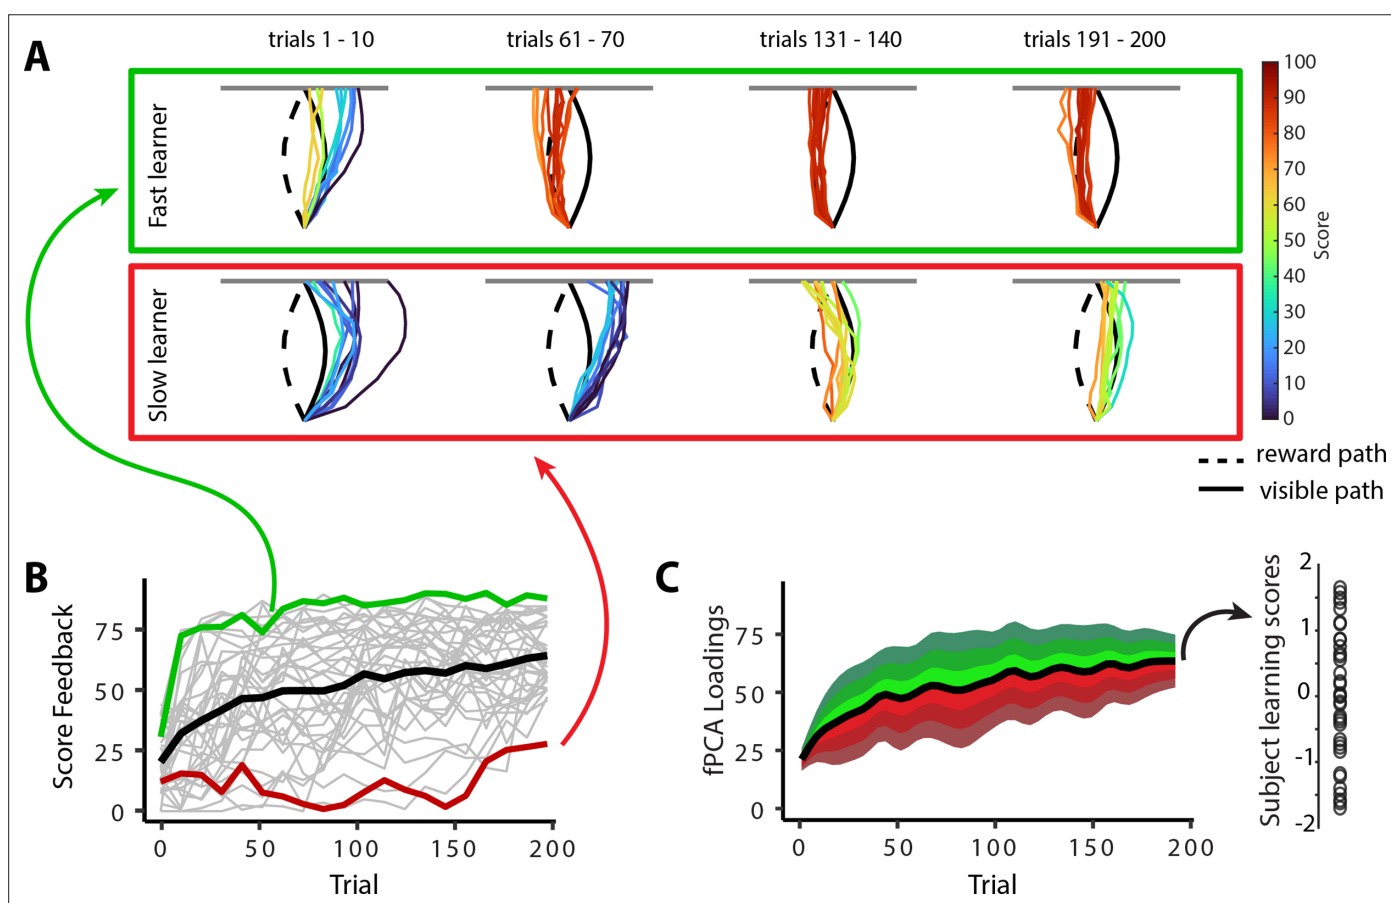 A
trials 1 - 10
trials 61 - 70
trials 131 - 140
trials 191 - 200
Fast learner
Slow learner
100
90
80
70
60
50
40
30
20
10
0
Score
reward path
visible path
B
Score Feedback
75
50
25
0
0
50
100
150
200
Trial
C
fPCA Loadings
75
50
25
0
0
50
100
150
200
Trial
Subject learning scores
2
1
0
-1
-2